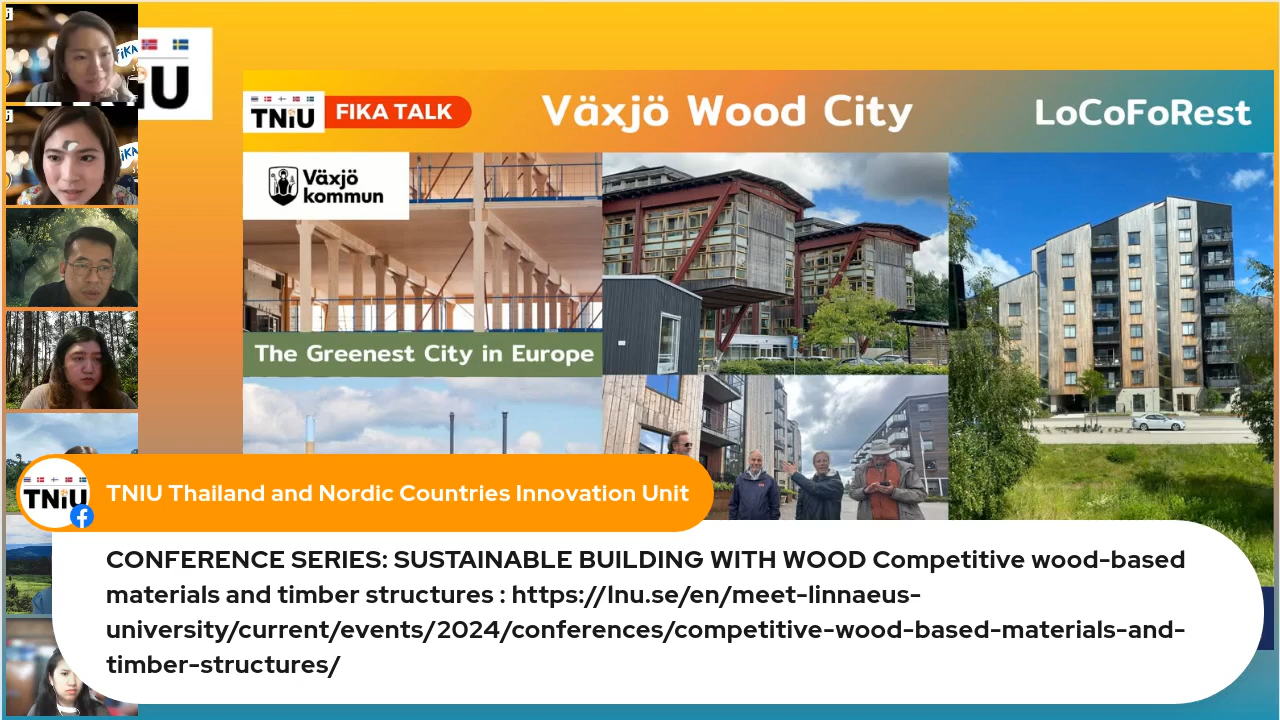 TNiU
FIKA TALK
Växjö Wood City
LoCoFoRest
Växjö
kommun
The Greenest City in Europe
TNiU
TNIU Thailand and Nordic Countries Innovation Unit
CONFERENCE SERIES: SUSTAINABLE BUILDING WITH WOOD Competitive wood-based
materials and timber structures : https://lnu.se/en/meet-linnaeus-
university/current/events/2024/conferences/competitive-wood-based-materials-and-
timber-structures/